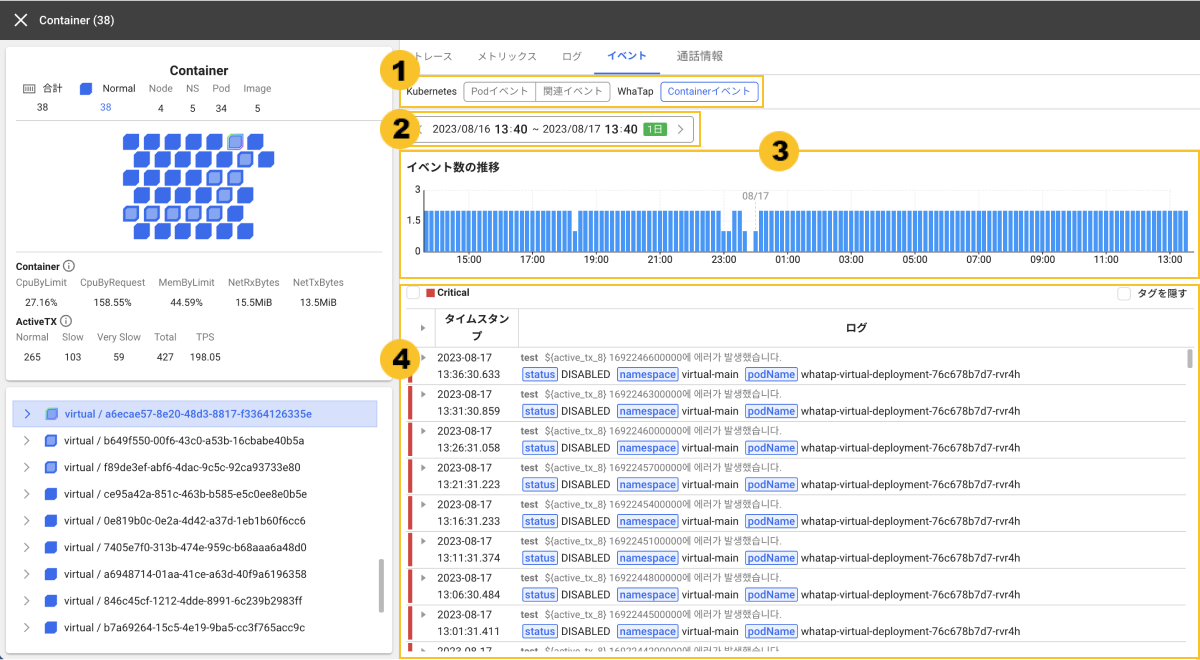 Container (38)
Container
合計 Normal Node NS Pod Image
38 38 4 5 34 5
Container
CpuByLimit CpuByRequest MemByLimit NetRxBytes NetTxBytes
27.16% 158.55% 44.59% 15.5MiB 13.5MiB
ActiveTX
Normal Slow Very Slow Total TPS
265 103 59 427 198.05
virtual / a6ecae57-8e20-48d3-8817-f3364126335e
virtual / b649f550-00f6-43c0-a53b-16cbabe40b5a
virtual / f89de3ef-abf6-4dac-9c5c-92ca93733e80
virtual / ce95a42a-851c-463b-b585-e5c0ee8e0b5e
virtual / 0e819b0c-0e2a-4d42-a37d-1eb1b60f6cc6
virtual / 7405e7f0-313b-474e-959c-b68aaa6a48d0
virtual / a6948714-01aa-41ce-a63d-40f9a6196358
virtual / 846c45cf-1212-4dde-8991-6c239b2983ff
virtual / b7a69264-15c5-4e19-9ba5-cc3f765acc9c
トレース メトリックス ログ イベント 通話情報
1
Kubernetes Podイベント 関連イベント WhaTap Containerイベント
2
2023/08/16 13:40 ~ 2023/08/17 13:40 1日
3
イベント数の推移
08/17
3
1.5
0
15:00 17:00 19:00 21:00 23:00 01:00 03:00 05:00 07:00 09:00 11:00 13:00
Critical タグを隠す
タイムスタンプ ログ
4
2023-08-17 test ${active_tx_8} 1692246600000에 에러가 발생했습니다.
13:36:30.633 status DISABLED namespace virtual-main podName whatap-virtual-deployment-76c678b7d7-rvr4h
2023-08-17 test ${active_tx_8} 1692246300000에 에러가 발생했습니다.
13:31:30.859 status DISABLED namespace virtual-main podName whatap-virtual-deployment-76c678b7d7-rvr4h
2023-08-17 test ${active_tx_8} 1692246000000에 에러가 발생했습니다.
13:26:31.058 status DISABLED namespace virtual-main podName whatap-virtual-deployment-76c678b7d7-rvr4h
2023-08-17 test ${active_tx_8} 1692245700000에 에러가 발생했습니다.
13:21:31.223 status DISABLED namespace virtual-main podName whatap-virtual-deployment-76c678b7d7-rvr4h
2023-08-17 test ${active_tx_8} 1692245400000에 에러가 발생했습니다.
13:16:31.233 status DISABLED namespace virtual-main podName whatap-virtual-deployment-76c678b7d7-rvr4h
2023-08-17 test ${active_tx_8} 1692245100000에 에러가 발생했습니다.
13:11:31.374 status DISABLED namespace virtual-main podName whatap-virtual-deployment-76c678b7d7-rvr4h
2023-08-17 test ${active_tx_8} 1692244800000에 에러가 발생했습니다.
13:06:30.484 status DISABLED namespace virtual-main podName whatap-virtual-deployment-76c678b7d7-rvr4h
2023-08-17 test ${active_tx_8} 1692244500000에 에러가 발생했습니다.
13:01:31.411 status DISABLED namespace virtual-main podName whatap-virtual-deployment-76c678b7d7-rvr4h